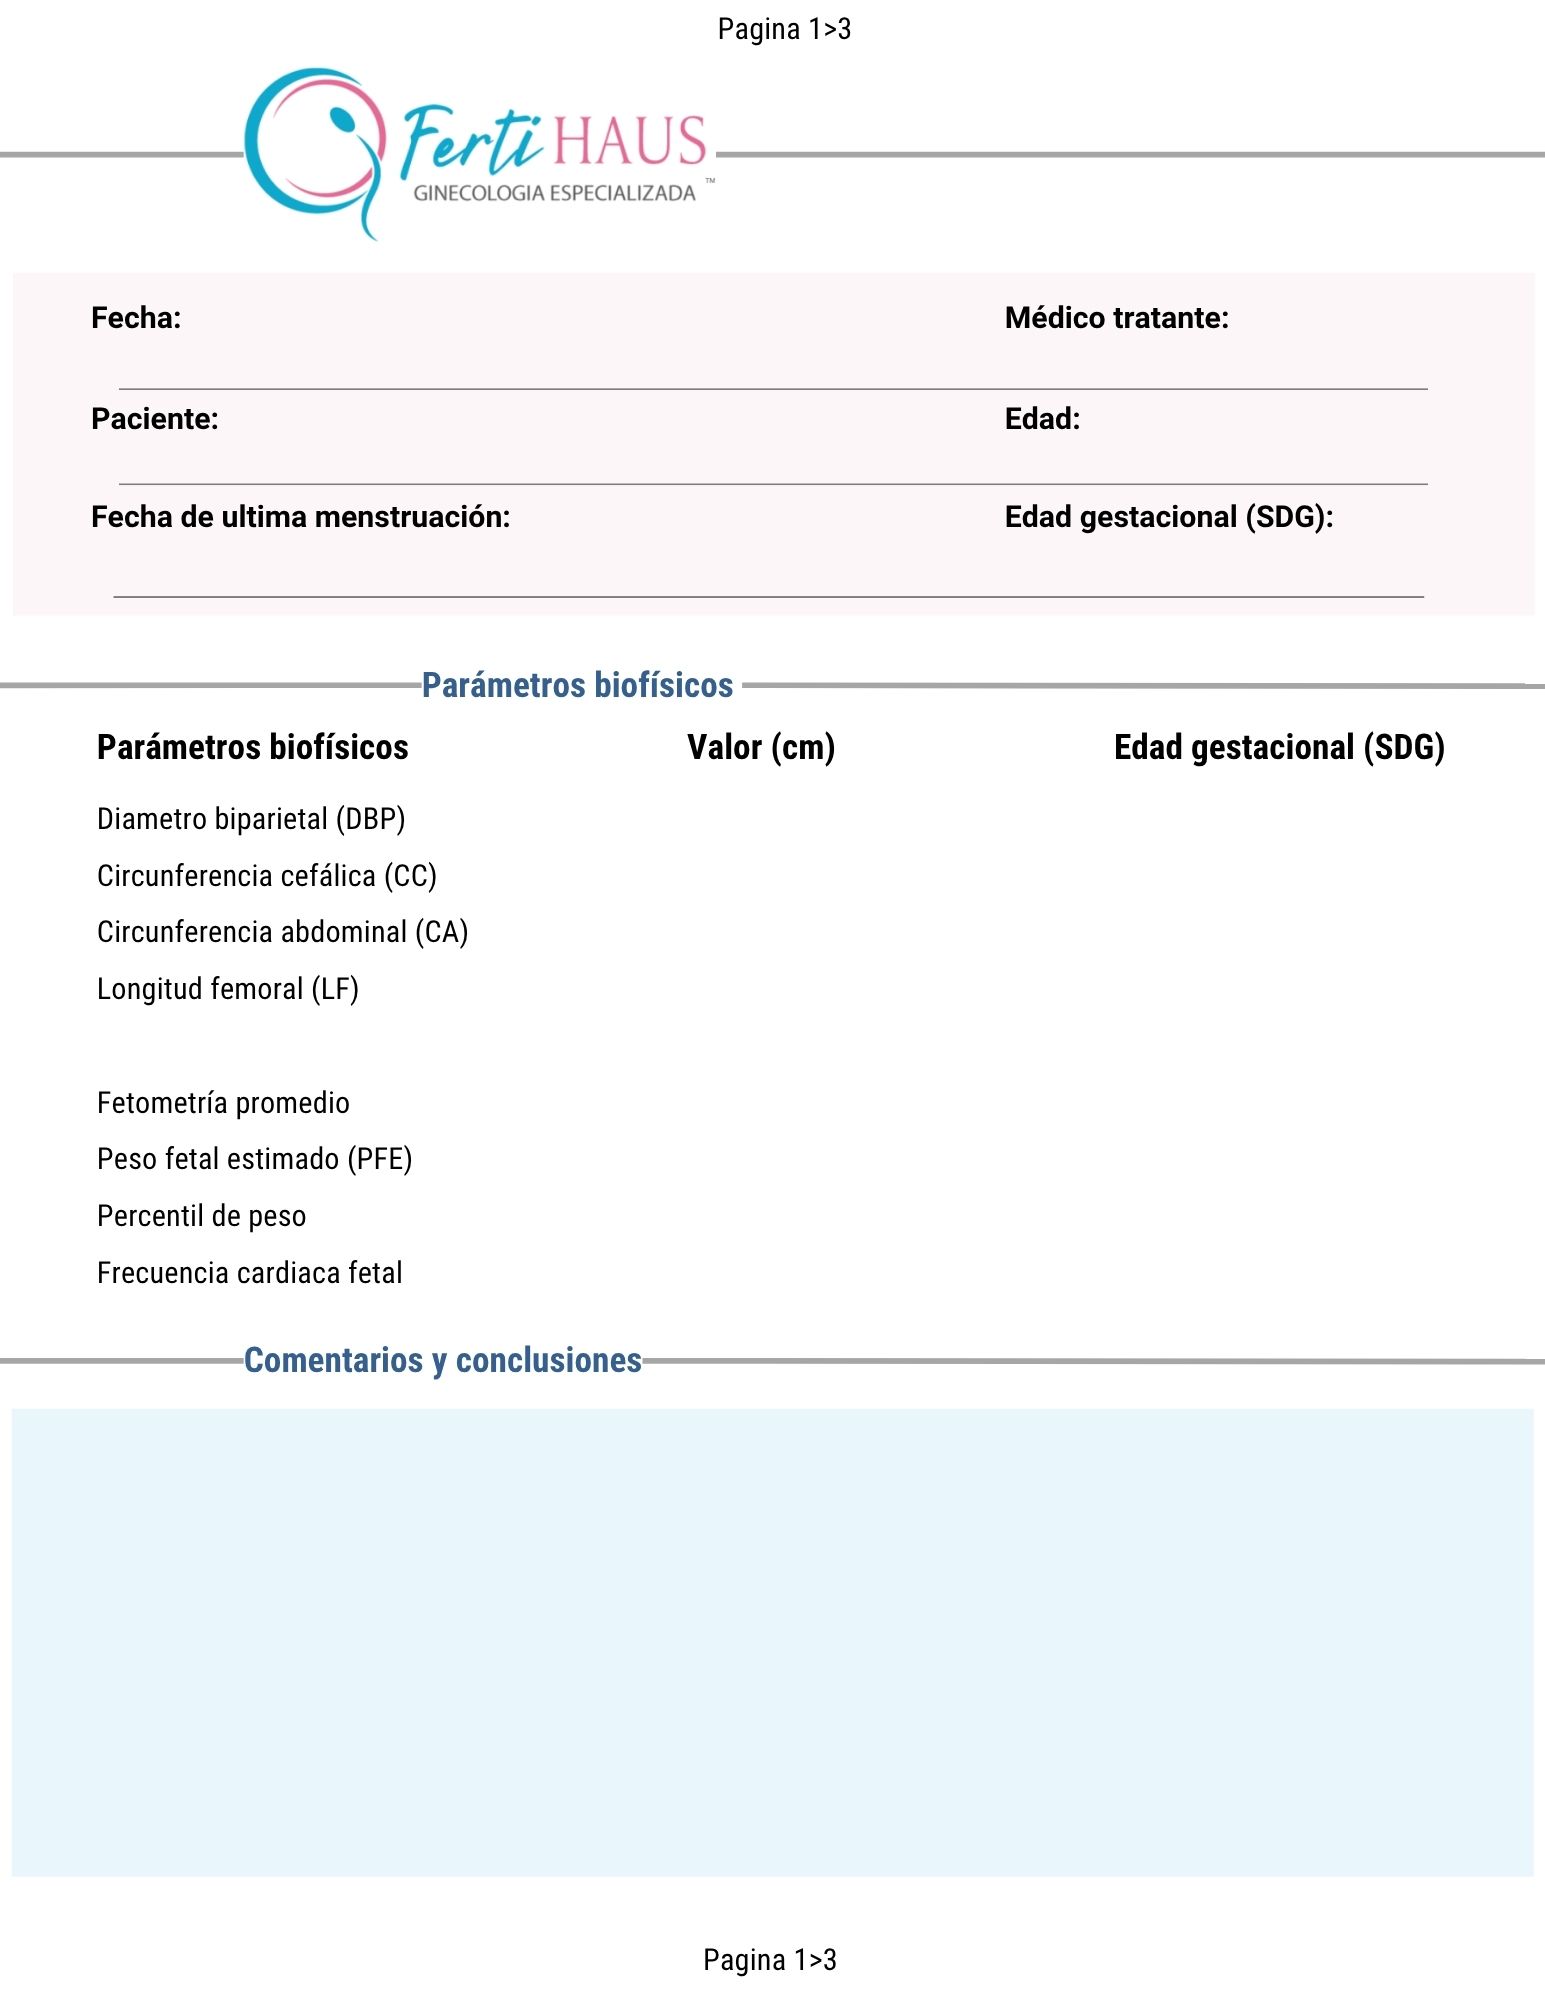 Pagina 1>3
Ferti HAUS
GINECOLOGIA ESPECIALIZADA ™
Fecha: Médico tratante:
Paciente: Edad:
Fecha de ultima menstruación: Edad gestacional (SDG):
Parámetros biofísicos
Parámetros biofísicos Valor (cm) Edad gestacional (SDG)
Diametro biparietal (DBP)
Circunferencia cefálica (CC)
Circunferencia abdominal (CA)
Longitud femoral (LF)
Fetometría promedio
Peso fetal estimado (PFE)
Percentil de peso
Frecuencia cardiaca fetal
Comentarios y conclusiones
Pagina 1>3